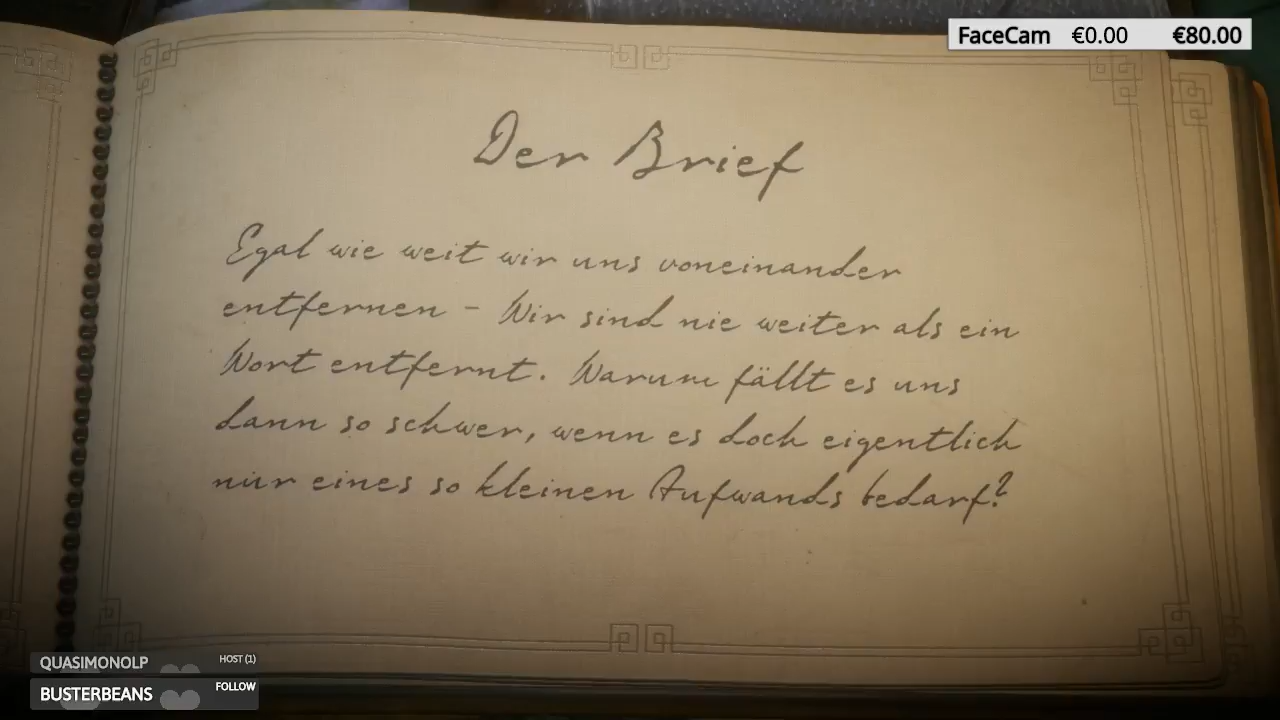 FaceCam €0.00 €80.00
Der Brief
Egal wie weit wir uns voneinander
entfernen - Wir sind nie weiter als ein
Wort entfernt. Warum fällt es uns
dann so schwer, wenn es doch eigentlich
nur eines so kleinen Aufwands bedarf?
QUASIMONOLP HOST (1)
BUSTERBEANS FOLLOW